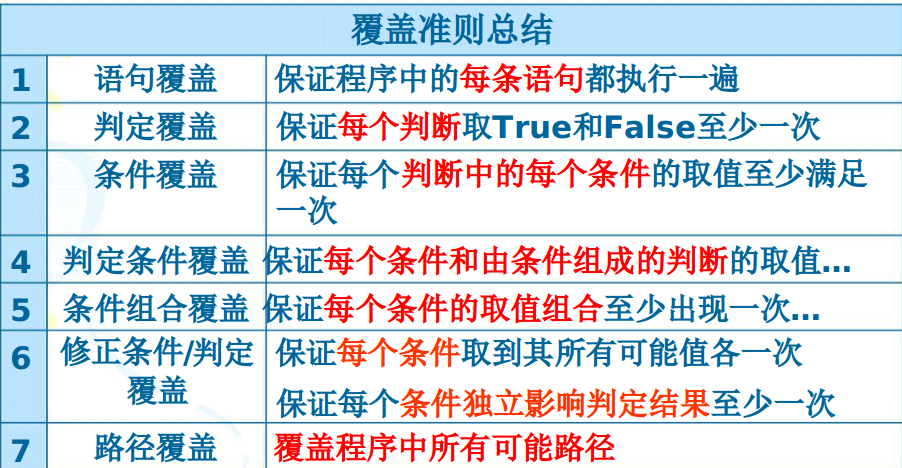 覆盖准则总结
1 语句覆盖 保证程序中的每条语句都执行一遍
2 判定覆盖 保证每个判断取True和False至少一次
3 条件覆盖 保证每个判断中的每个条件的取值至少满足
一次
4 判定条件覆盖 保证每个条件和由条件组成的判断的取值...
5 条件组合覆盖 保证每个条件的取值组合至少出现一次...
6 修正条件/判定 保证每个条件取到其所有可能值各一次
覆盖 保证每个条件独立影响判定结果至少一次
7 路径覆盖 覆盖程序中所有可能路径